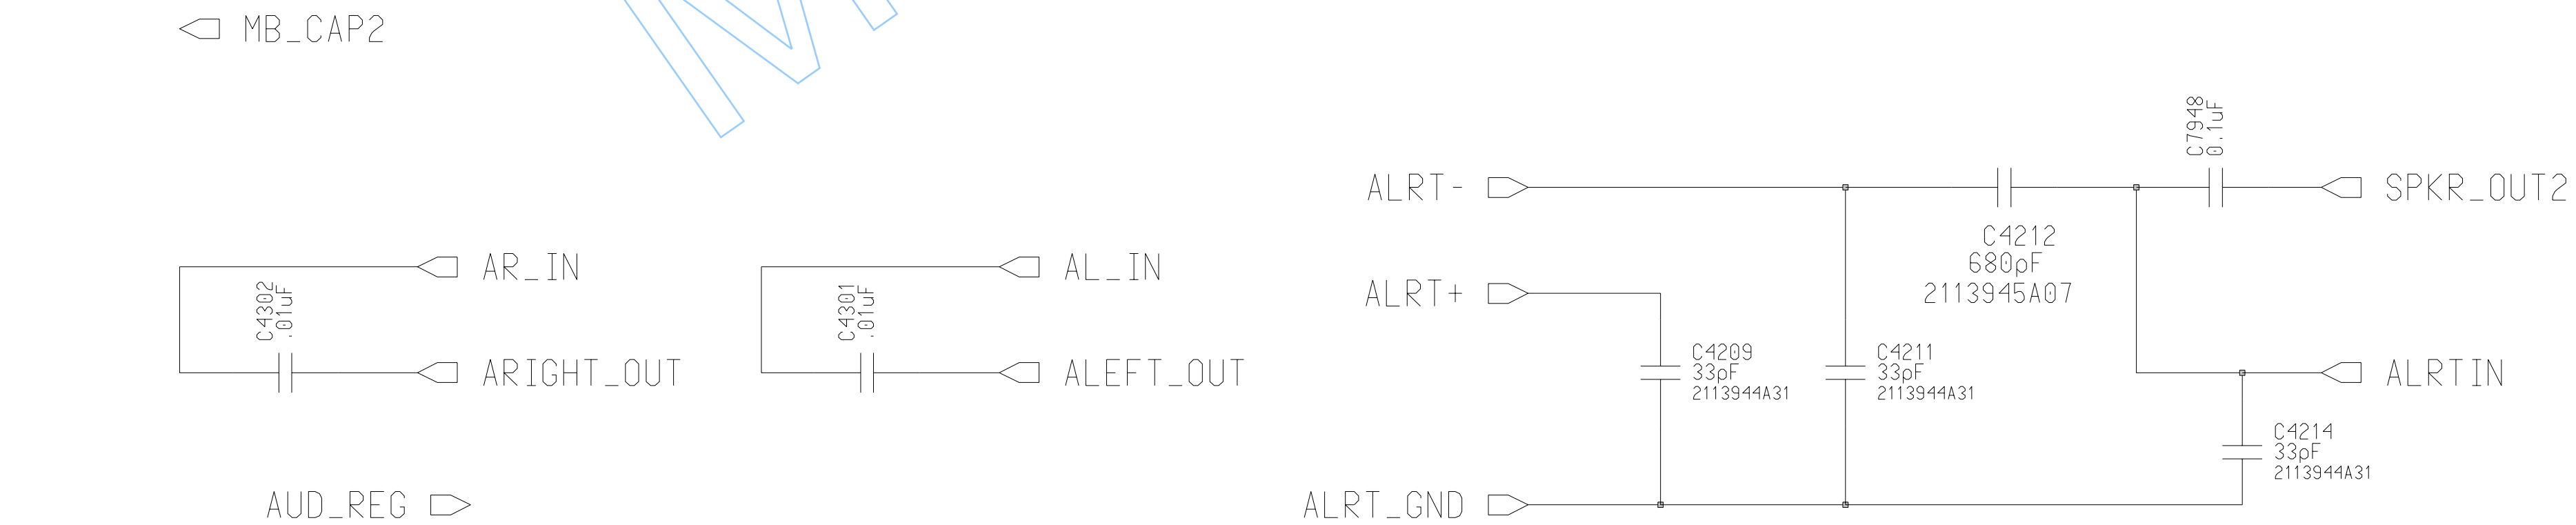 MB_CAP2
C7948
0.1uF
ALRT-
SPKR_OUT2
C4212
680pF
2113945A07
AR_IN
AL_IN
C4302
.01uF
C4301
.01uF
ALRT+
ARIGHT_OUT
ALEFT_OUT
C4209
33pF
2113944A31
C4211
33pF
2113944A31
ALRTIN
C4214
33pF
2113944A31
AUD_REG
ALRT_GND